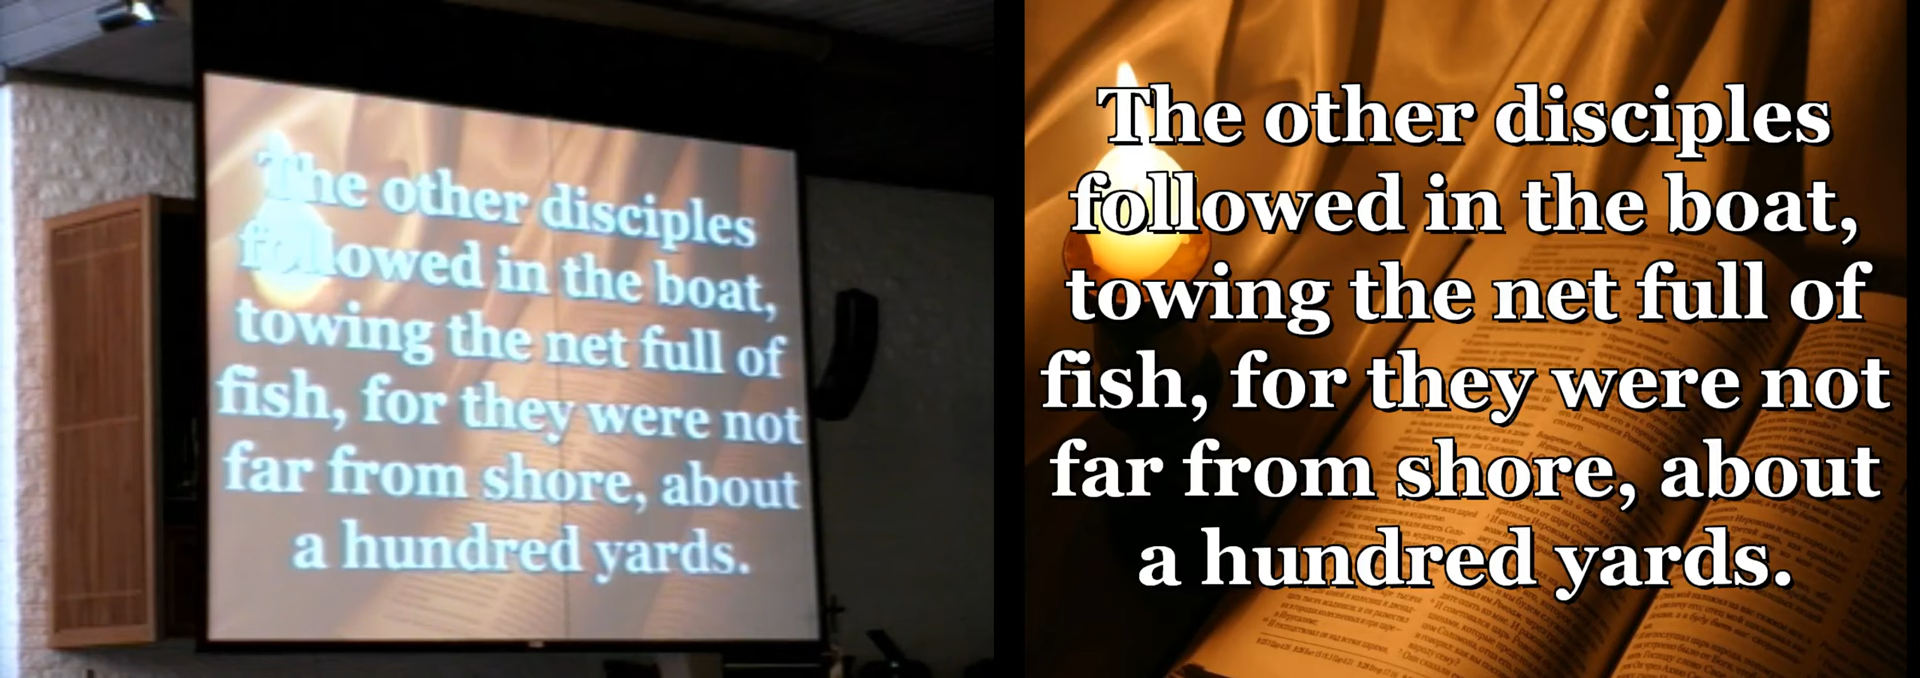 The other disciples
followed in the boat,
towing the net full of
fish, for they were not
far from shore, about
a hundred yards.
The other disciples
followed in the boat,
towing the net full of
fish, for they were not
far from shore, about
a hundred yards.